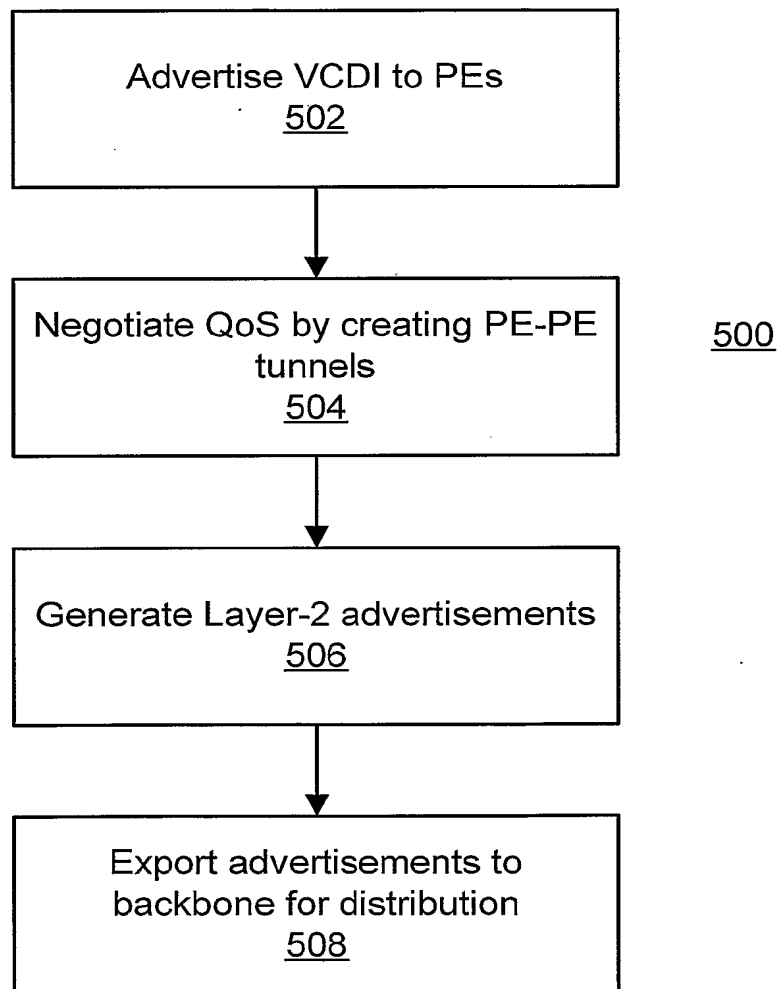 Advertise VCDI to PEs
502
Negotiate QoS by creating PE-PE
tunnels
504
500
Generate Layer-2 advertisements
506
Export advertisements to
backbone for distribution
508